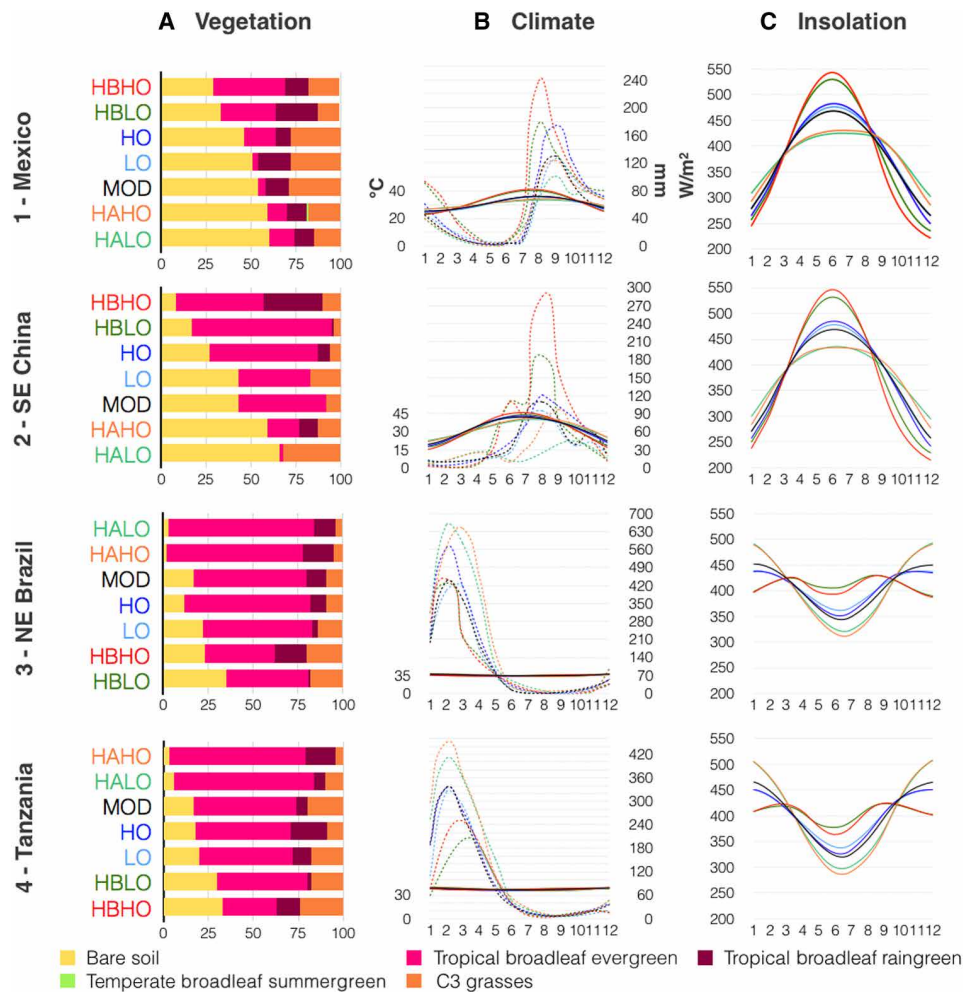 A Vegetation B Climate C Insolation
1 - Mexico
HBHO
HBLO
HO
LO
MOD
HAHO
HALO
0 25 50 75 100
°C
40
20
0
240
200
160
120
80
40
0
mm
1 2 3 4 5 6 7 8 9 10 11 12
W/m²
550
500
450
400
350
300
250
200
1 2 3 4 5 6 7 8 9 10 11 12
2 - SE China
HBHO
HBLO
HO
LO
MOD
HAHO
HALO
0 25 50 75 100
45
30
15
0
300
270
240
210
180
150
120
90
60
30
0
1 2 3 4 5 6 7 8 9 10 11 12
550
500
450
400
350
300
250
200
1 2 3 4 5 6 7 8 9 10 11 12
3 - NE Brazil
HALO
HAHO
MOD
HO
LO
HBHO
HBLO
0 25 50 75 100
35
0
700
630
560
490
420
350
280
210
140
70
0
1 2 3 4 5 6 7 8 9 10 11 12
550
500
450
400
350
300
250
200
1 2 3 4 5 6 7 8 9 10 11 12
4 - Tanzania
HAHO
HALO
MOD
HO
LO
HBLO
HBHO
0 25 50 75 100
30
0
420
360
300
240
180
120
60
0
1 2 3 4 5 6 7 8 9 10 11 12
550
500
450
400
350
300
250
200
1 2 3 4 5 6 7 8 9 10 11 12
Bare soil Tropical broadleaf evergreen Tropical broadleaf raingreen
Temperate broadleaf summergreen C3 grasses